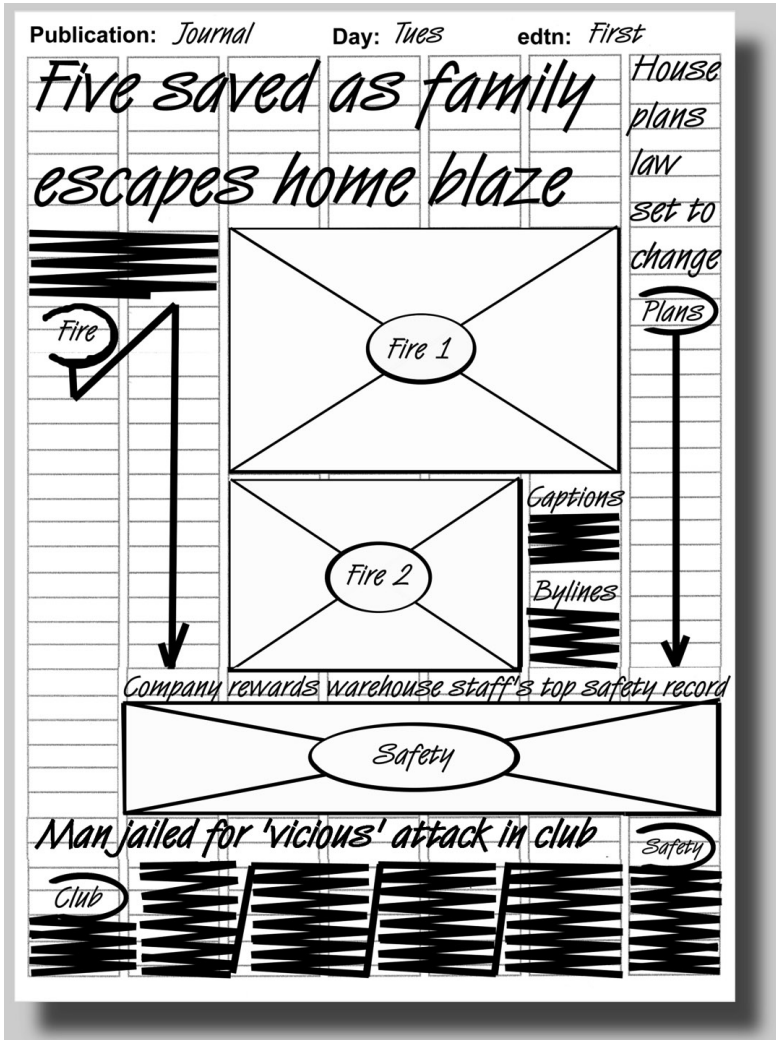 Publication: Journal Day: Tues edtn: First
Five saved as family
escapes home blaze
House
plans
law
set to
change
Fire
Fire 1
Plans
Fire 2
Captions
Bylines
Company rewards warehouse staff's top safety record
Safety
Man jailed for 'vicious' attack in club
Safety
Club